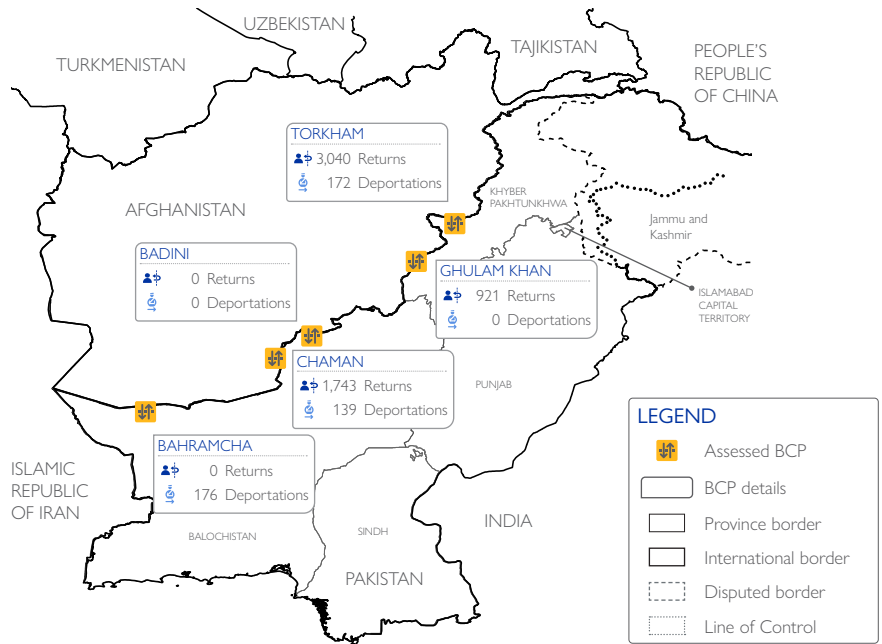 UZBEKISTAN
TAJIKISTAN
TURKMENISTAN
PEOPLE'S
REPUBLIC
OF CHINA
TORKHAM
3,040 Returns
172 Deportations
KHYBER
PAKHTUNKHWA
AFGHANISTAN
Jammu and
Kashmir
BADINI
0 Returns
0 Deportations
GHULAM KHAN
921 Returns
0 Deportations
ISLAMABAD
CAPITAL
TERRITORY
CHAMAN
1,743 Returns
139 Deportations
PUNJAB
BAHRAMCHA
0 Returns
176 Deportations
ISLAMIC
REPUBLIC
OF IRAN
BALOCHISTAN
SINDH
INDIA
PAKISTAN
LEGEND
Assessed BCP
BCP details
Province border
International border
Disputed border
Line of Control